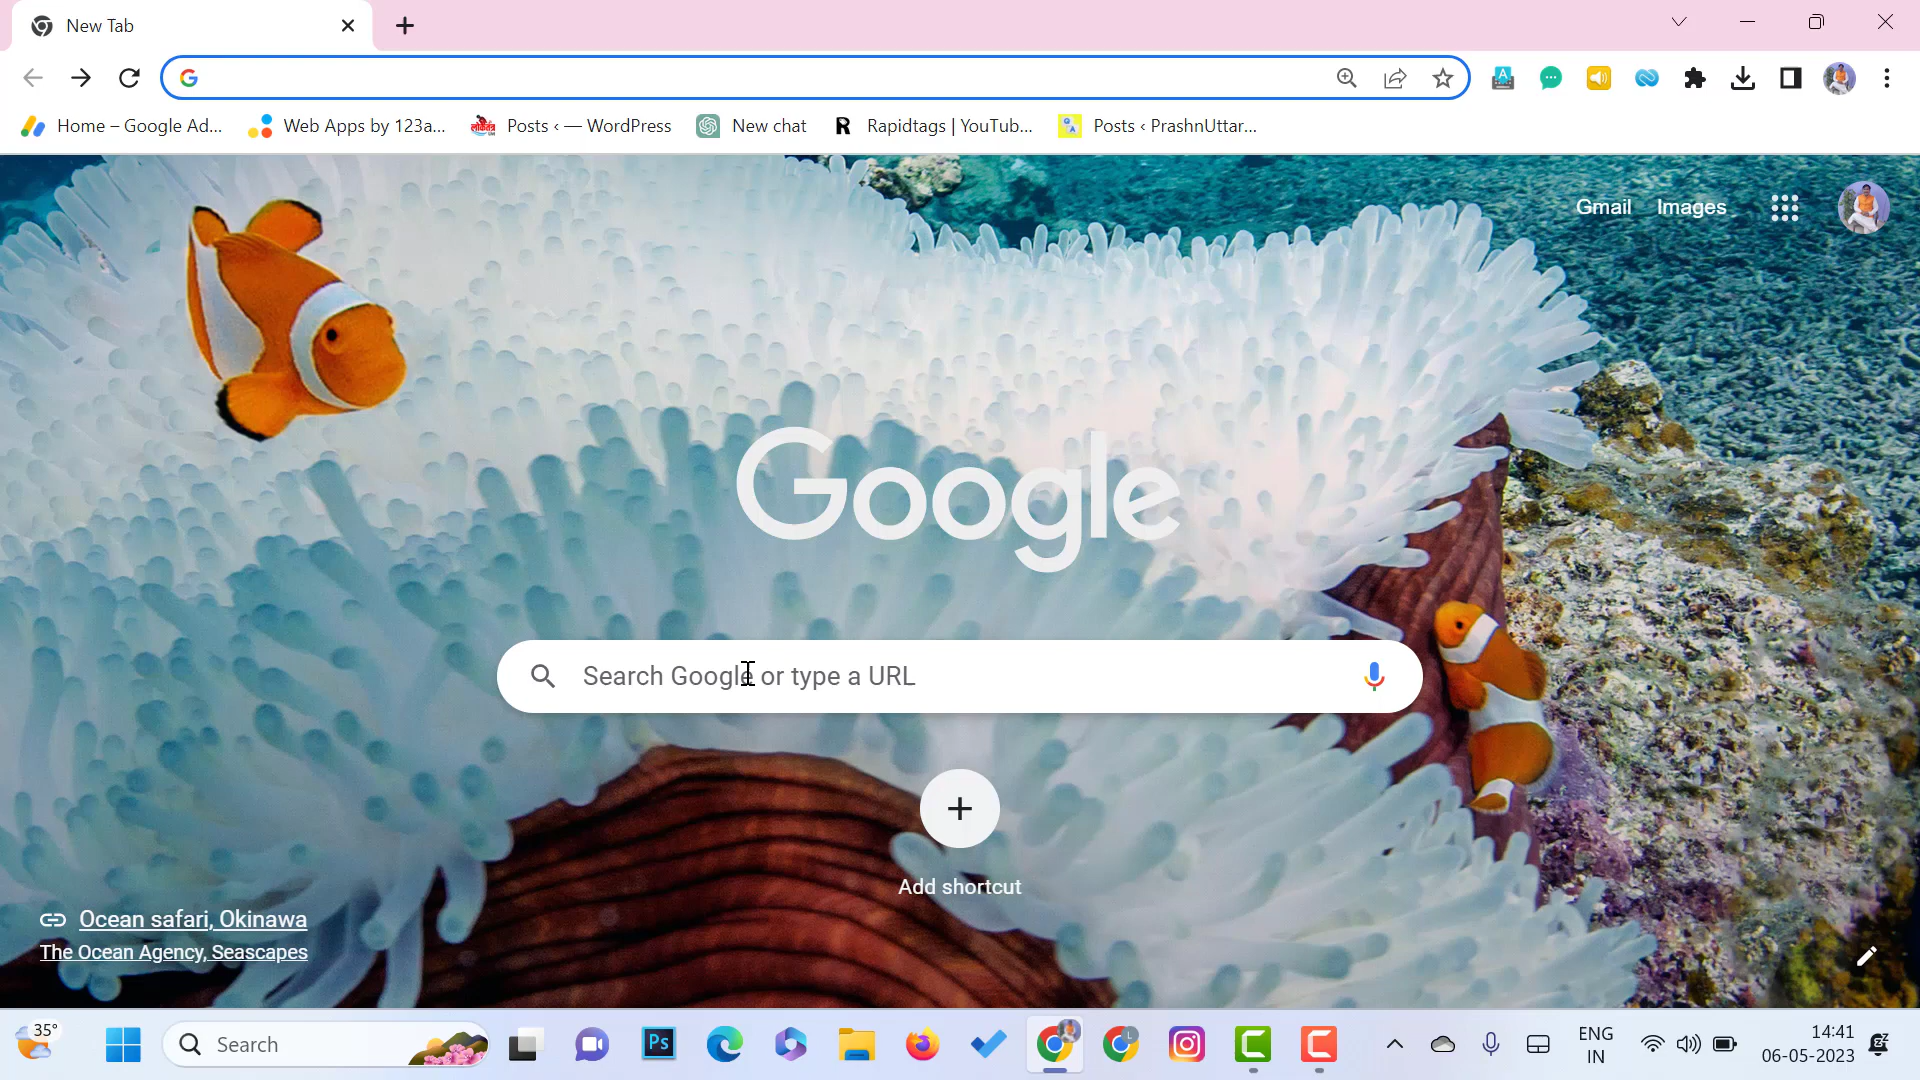 New Tab
Home – Google Ad...
Web Apps by 123a...
Posts ‹ — WordPress
New chat
R
Rapidtags | YouTub...
Posts ‹ PrashnUttar...
Gmail
Images
Google
Search Google or type a URL
Add shortcut
Ocean safari, Okinawa
The Ocean Agency, Seascapes
35°
Search
Ps
L
ENG
IN
14:41
06-05-2023